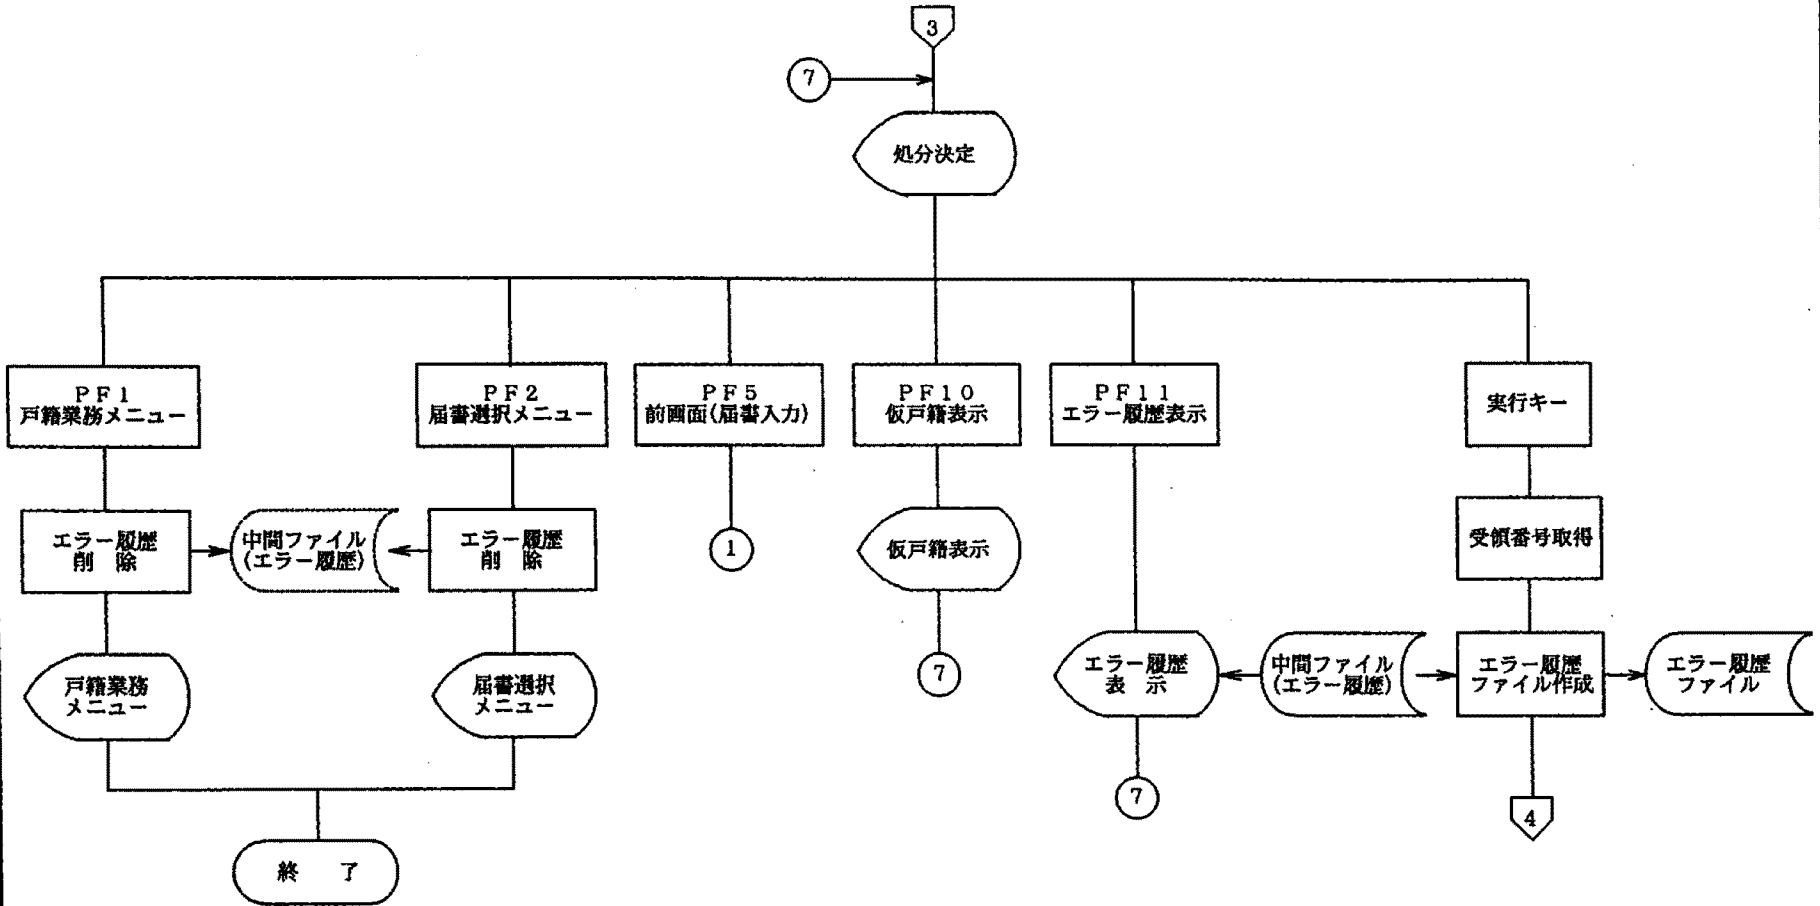 3
7
処分決定
PF1
戸籍業務メニュー
PF2
届書選択メニュー
PF5
前画面(届書入力)
PF10
仮戸籍表示
PF11
エラー履歴表示
実行キー
エラー履歴
削 除
中間ファイル
(エラー履歴)
エラー履歴
削 除
1
仮戸籍表示
受領番号取得
戸籍業務
メニュー
届書選択
メニュー
7
エラー履歴
表 示
中間ファイル
(エラー履歴)
エラー履歴
ファイル作成
エラー履歴
ファイル
7
4
終 了